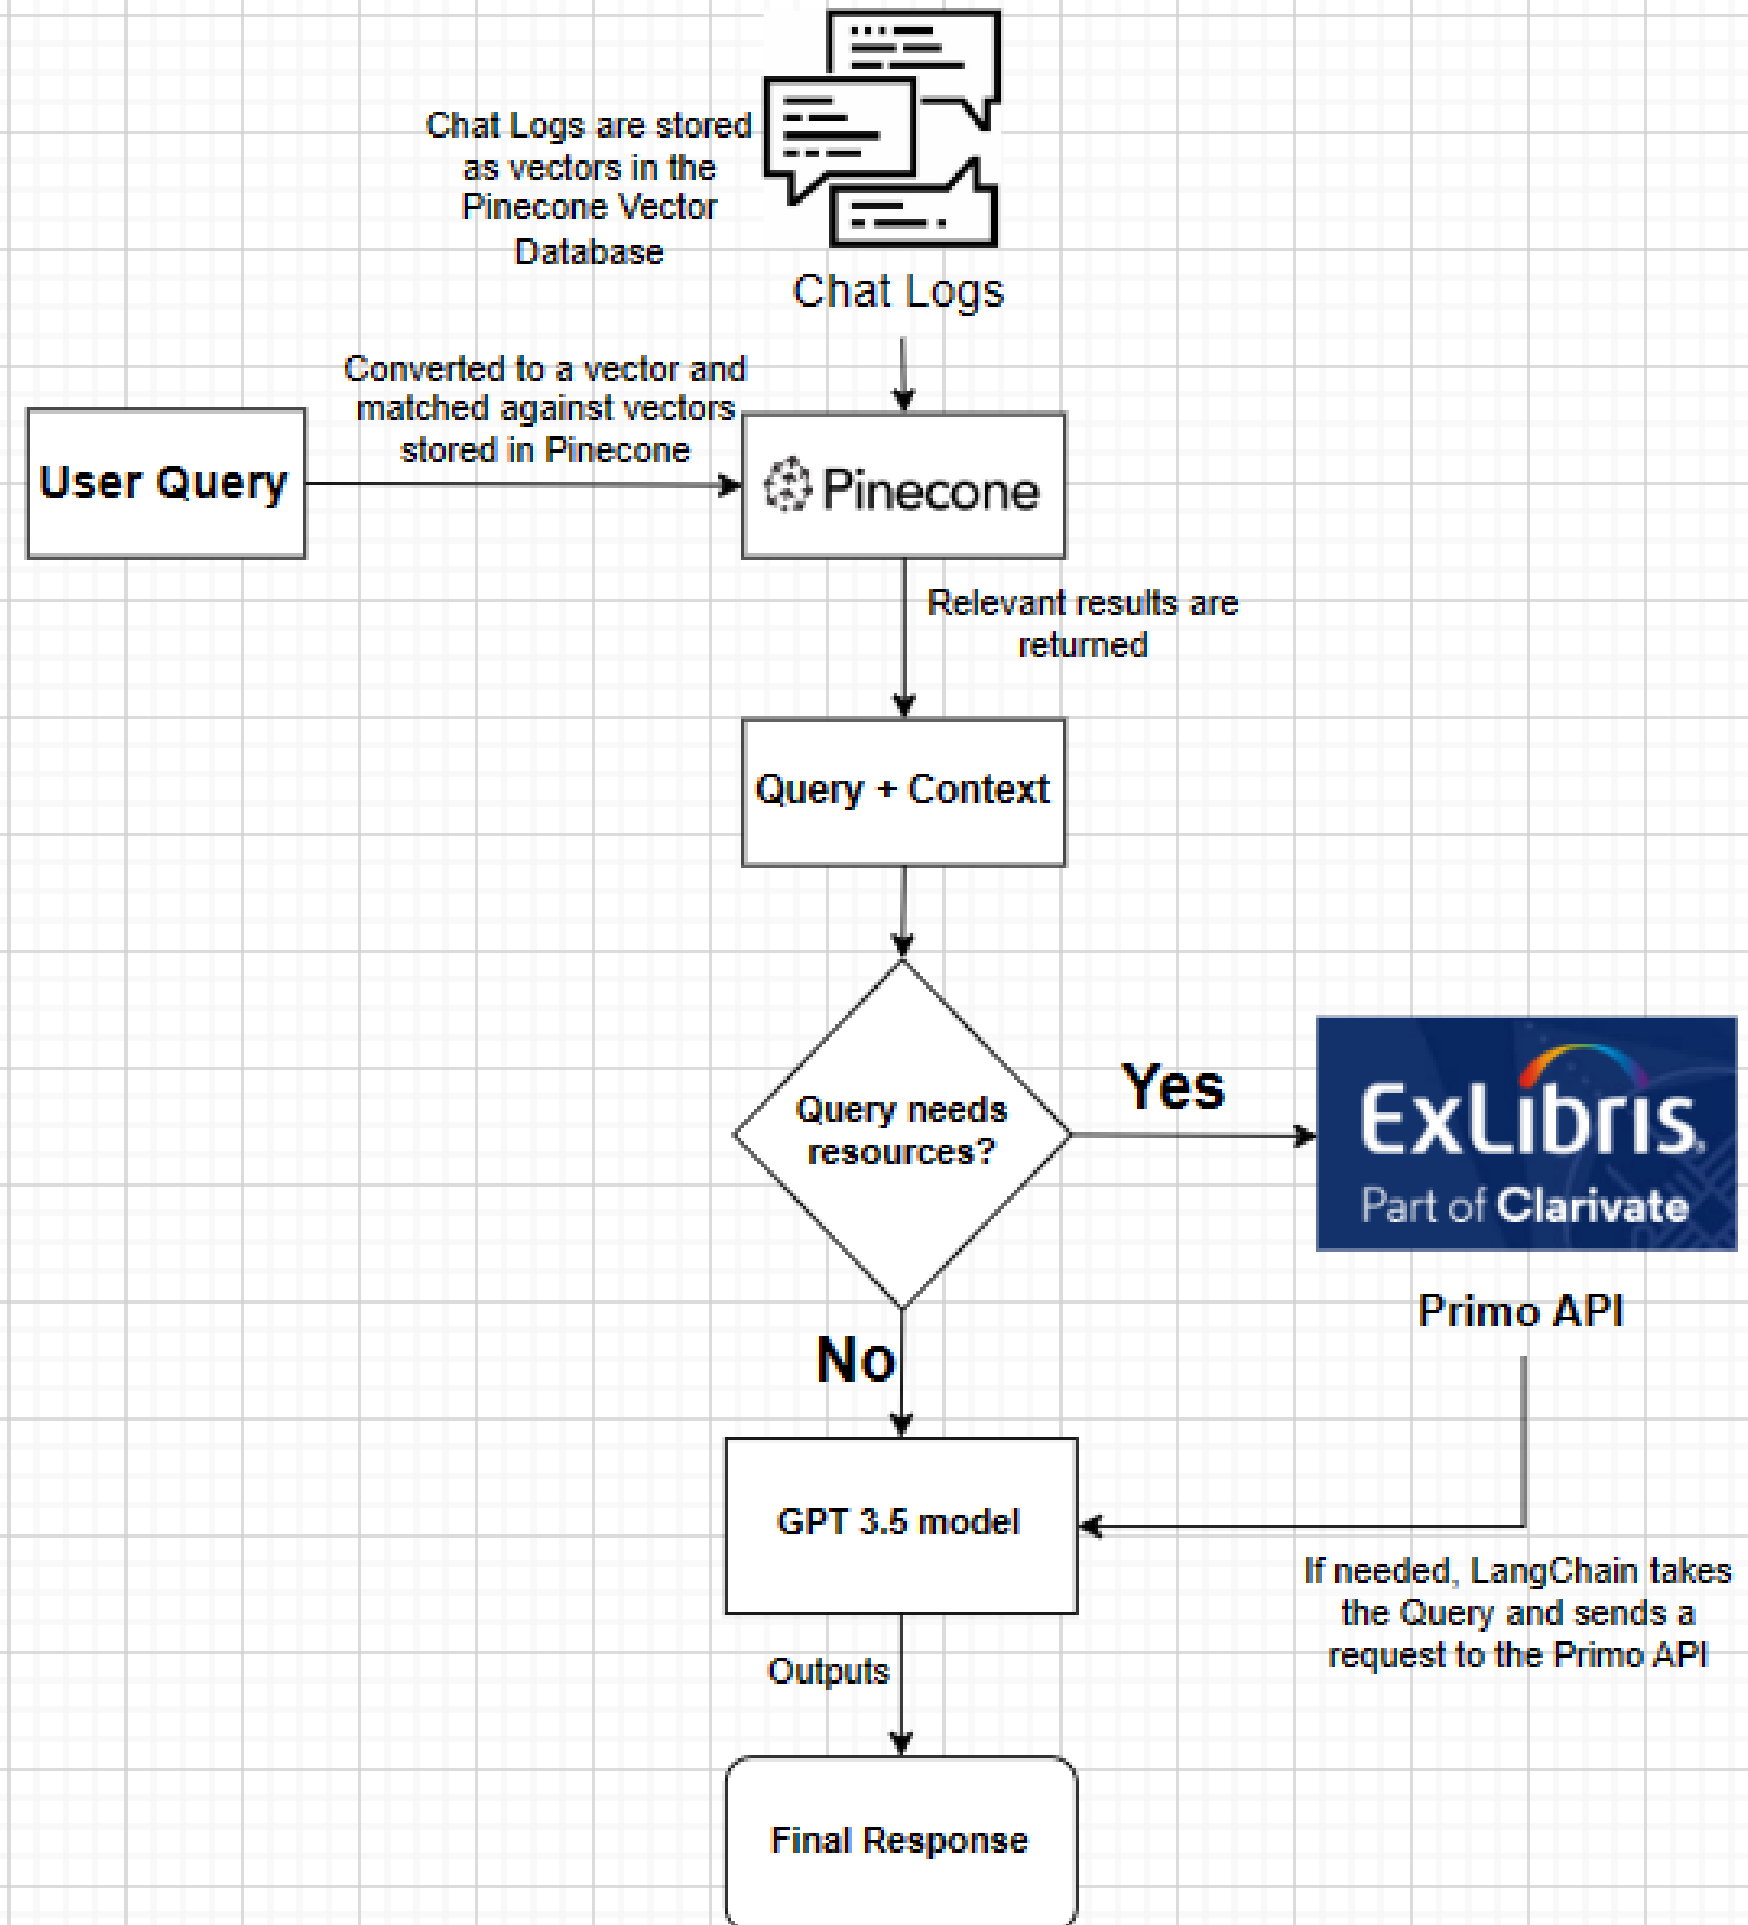 Chat Logs are stored
as vectors in the
Pinecone Vector
Database
Chat Logs
Converted to a vector and
matched against vectors
stored in Pinecone
User Query
Pinecone
Relevant results are
returned
Query + Context
Query needs
resources?
Yes
ExLibris
Part of Clarivate
Primo API
No
GPT 3.5 model
If needed, LangChain takes
the Query and sends a
request to the Primo API
Outputs
Final Response